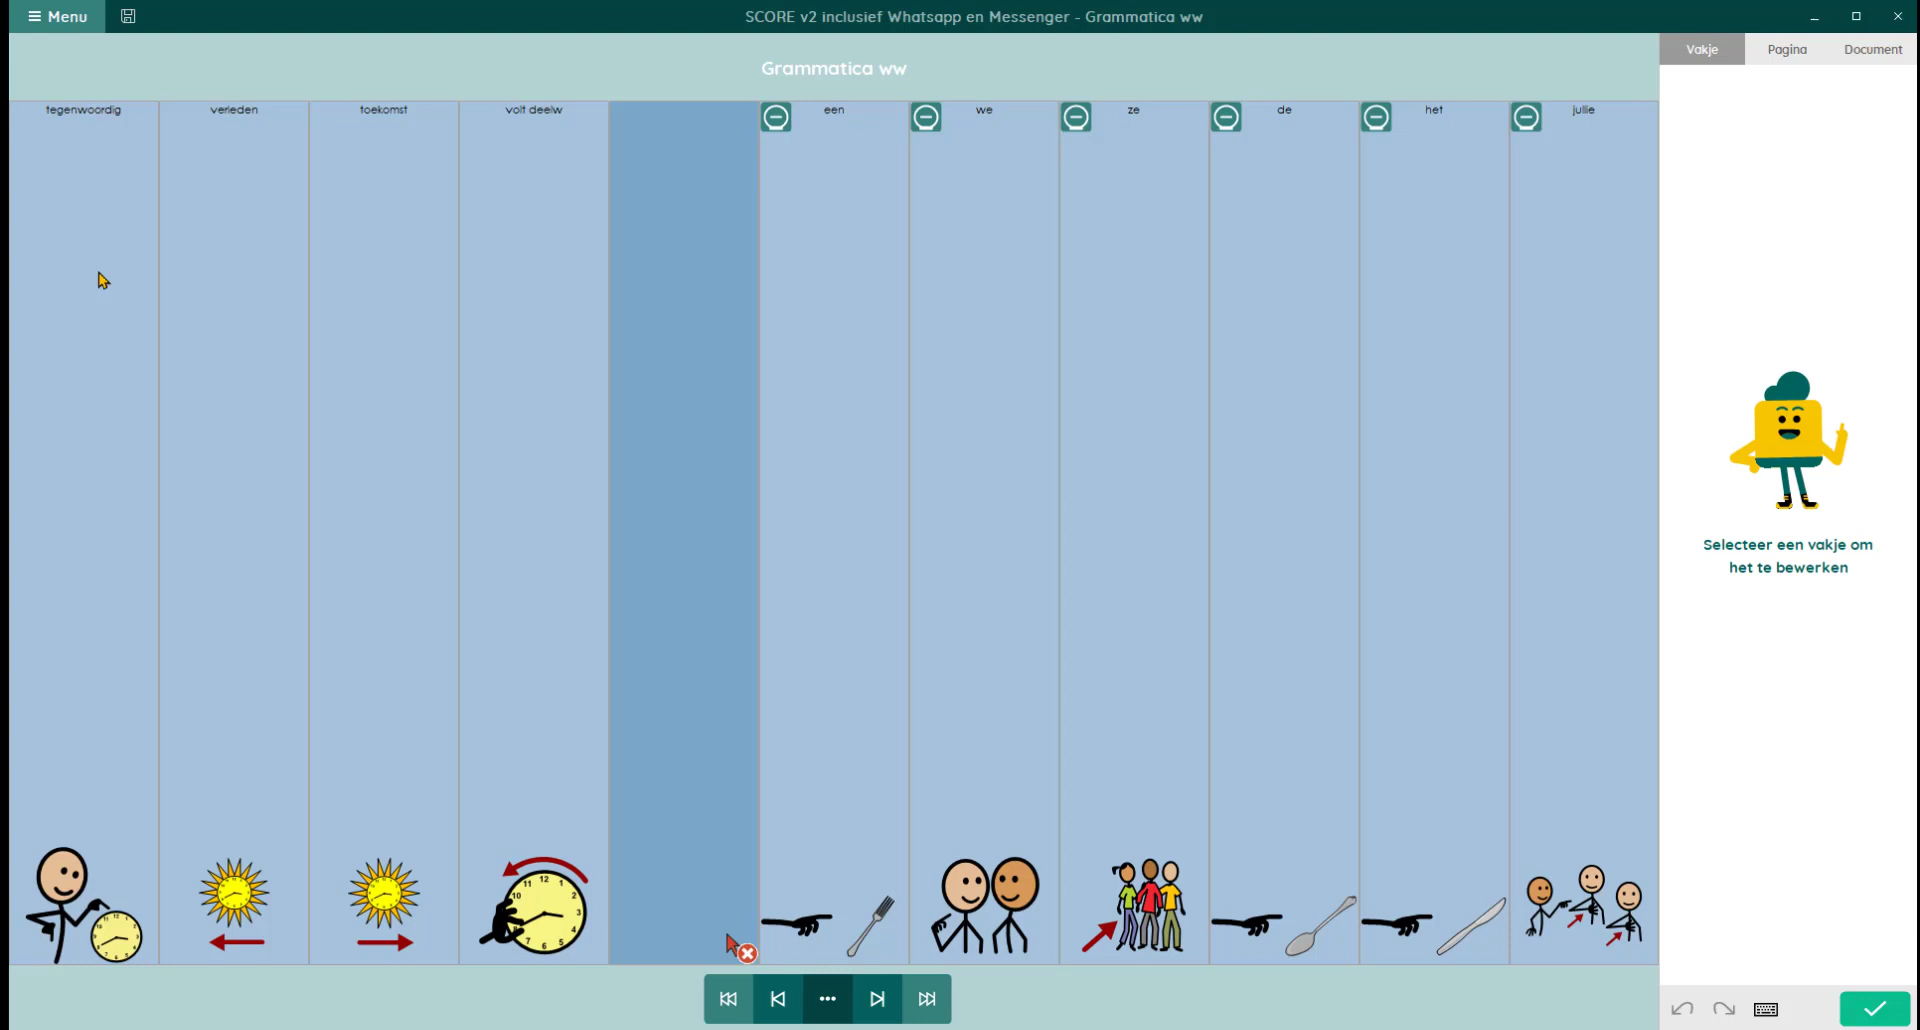 Menu
SCORE v2 inclusief Whatsapp en Messenger - Grammatica ww
Vakje
Pagina
Document
Grammatica ww
tegenwoordig
verleden
toekomst
volt deelw
een
we
ze
de
het
jullie
Selecteer een vakje om
het te bewerken